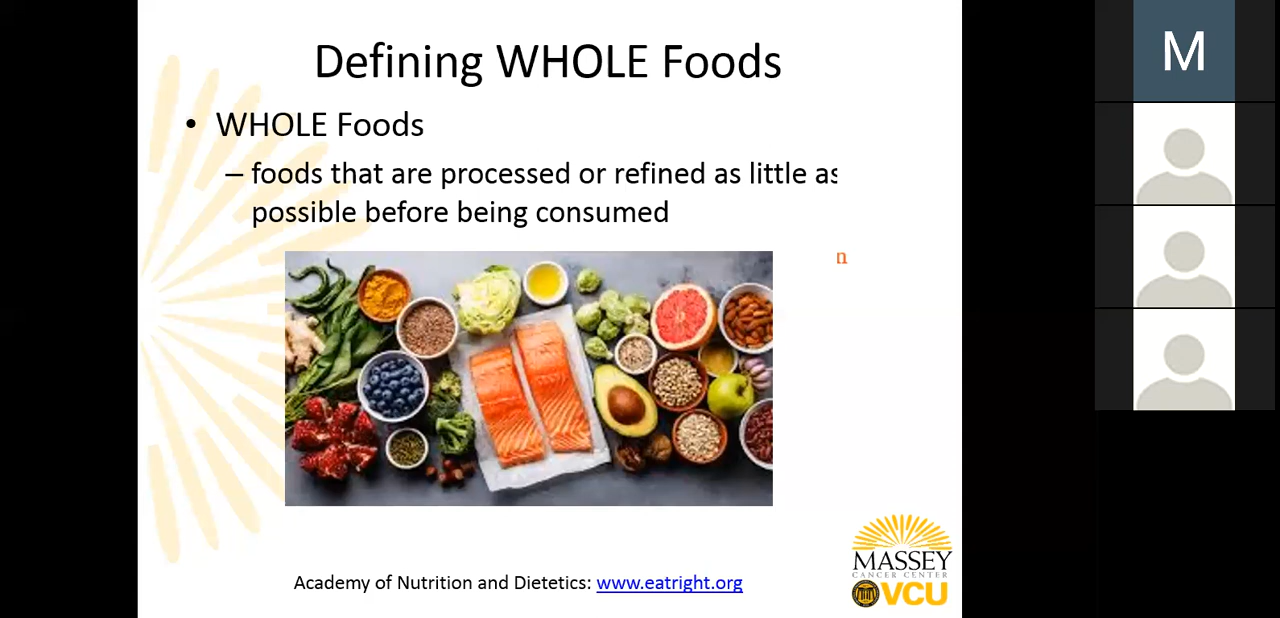 Defining WHOLE Foods
• WHOLE Foods
– foods that are processed or refined as little as
possible before being consumed
n
Academy of Nutrition and Dietetics: www.eatright.org
MASSEY
CANCER CENTER
VCU
M